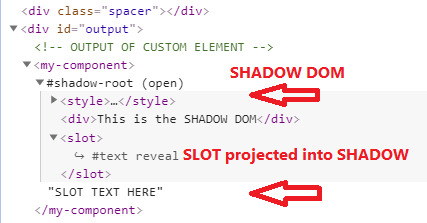 <div class="spacer"></div>
▼<div id="output">
<!-- OUTPUT OF CUSTOM ELEMENT -->
▼<my-component>
▼#shadow-root (open) SHADOW DOM
▶<style>…</style>
<div>This is the SHADOW DOM</div>
▼<slot>
↪ #text reveal SLOT projected into SHADOW
</slot>
"SLOT TEXT HERE"
</my-component>